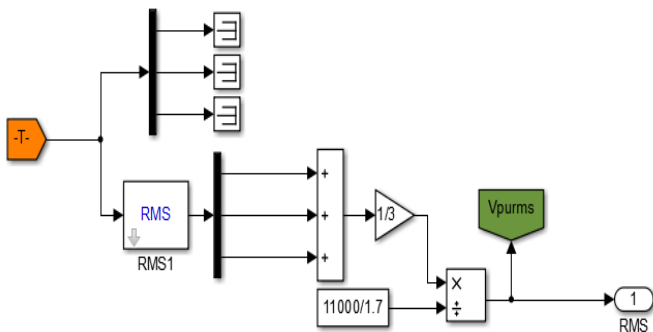 -T-
RMS
RMS1
+
+
+
1/3
11000/1.7
×
÷
Vpurms
1
RMS